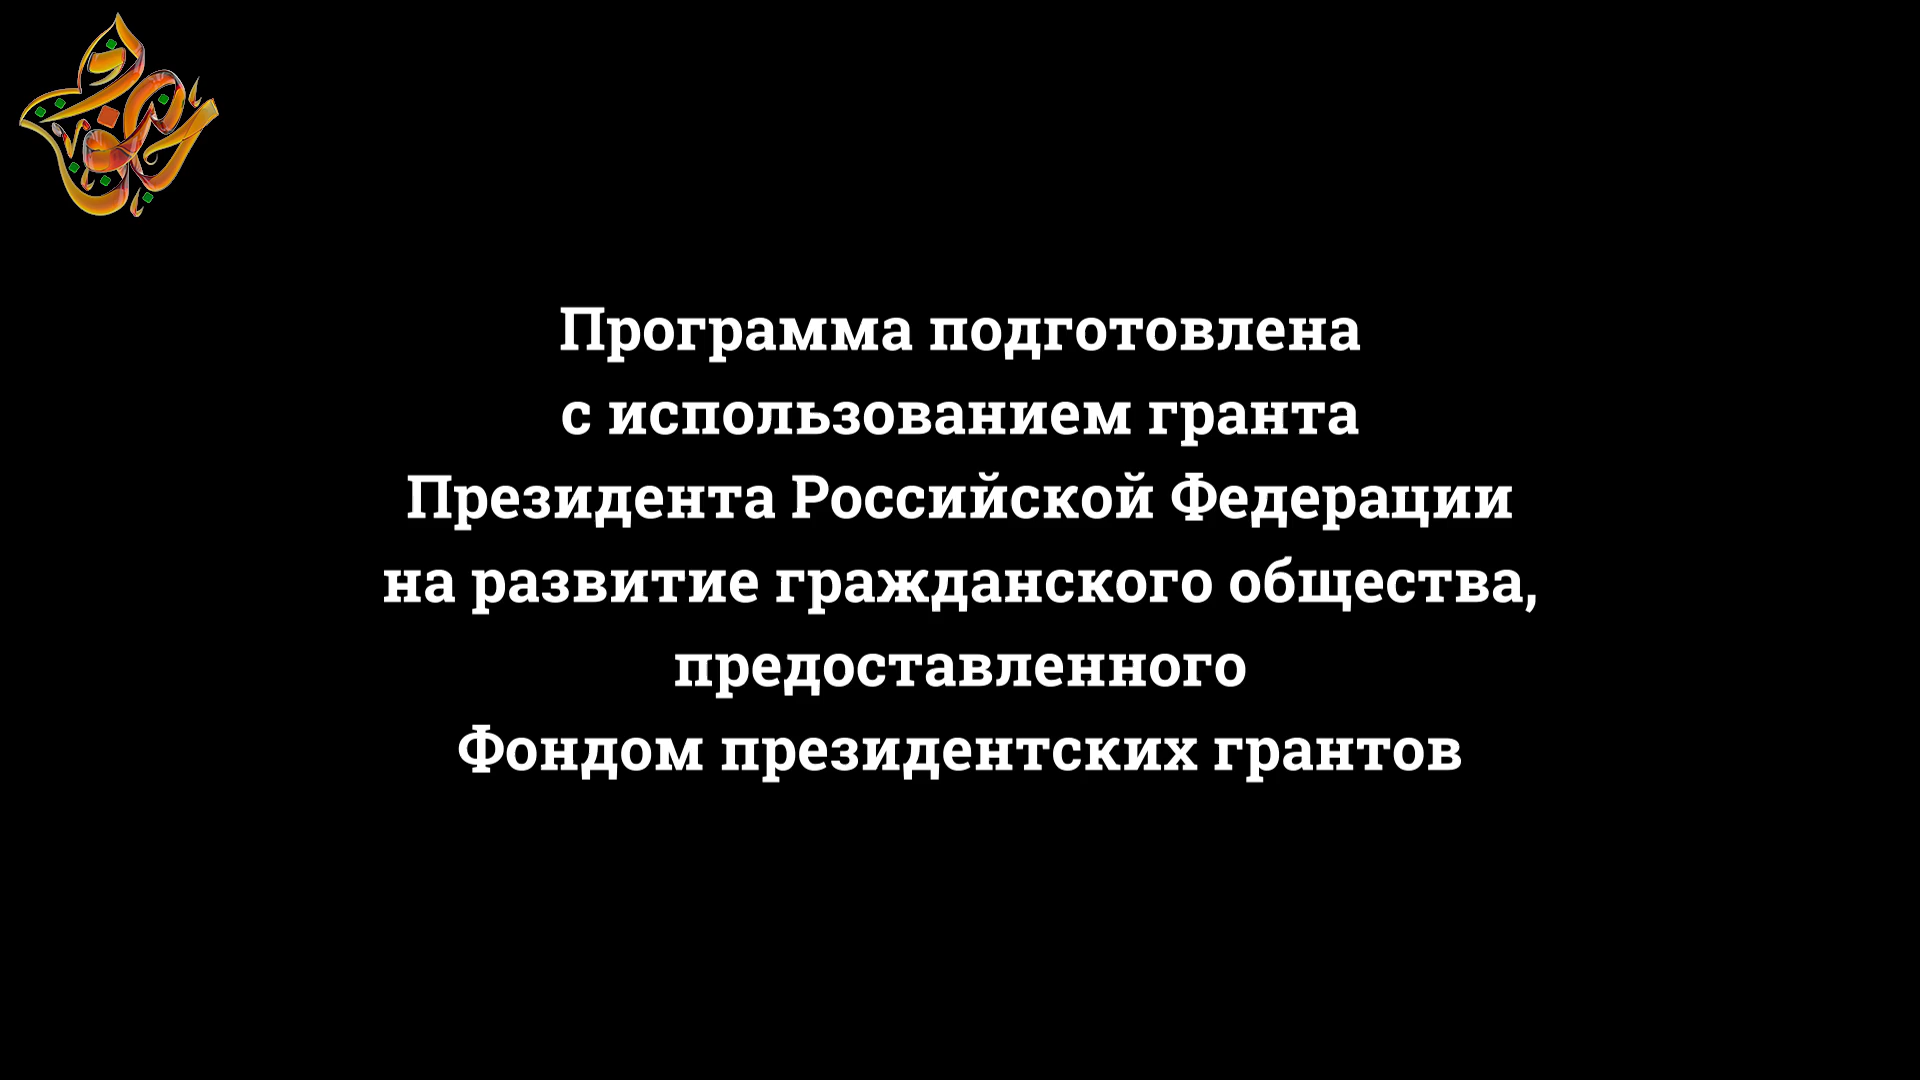 Программа подготовлена
с использованием гранта
Президента Российской Федерации
на развитие гражданского общества,
предоставленного
Фондом президентских грантов